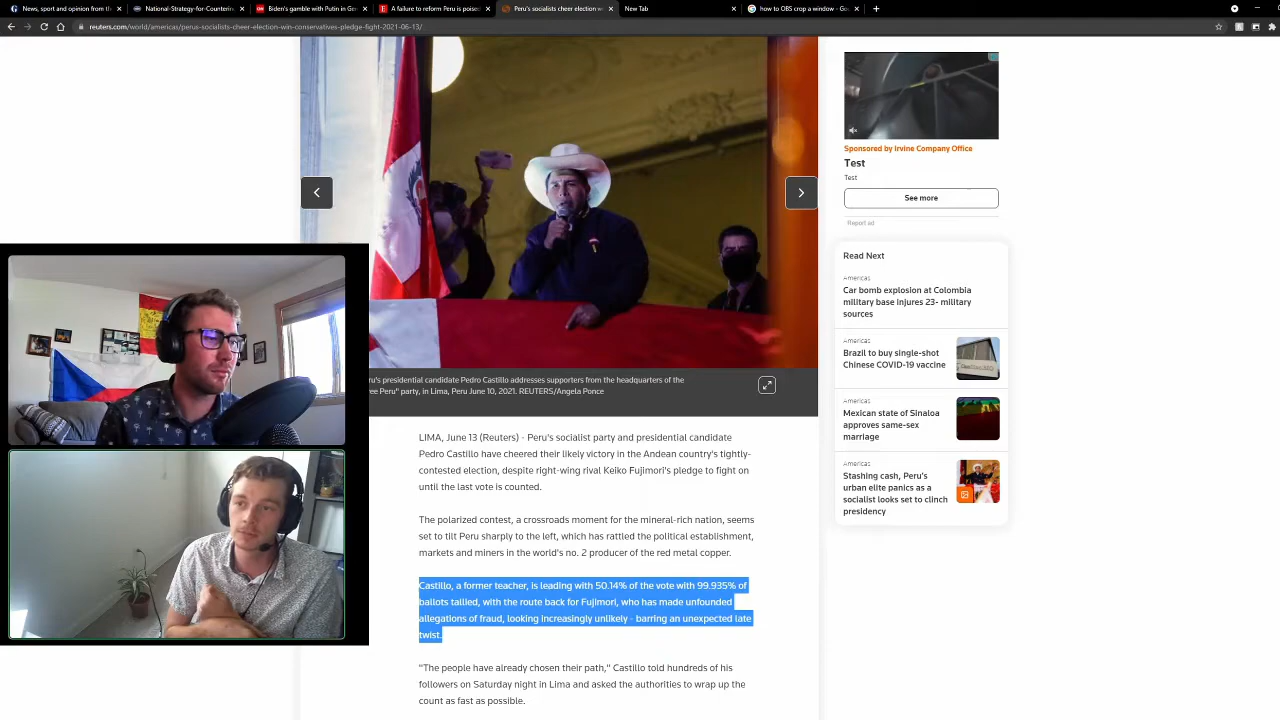 News, sport and opinion from th
National-Strategy-for-Counterin
Biden's gamble with Putin in Ge
A failure to reform Peru is poise
Peru's socialists cheer election w
New Tab
how to OBS crop a window - Go
reuters.com/world/americas/perus-socialists-cheer-election-win-conservatives-pledge-fight-2021-06-13/
ru's presidential candidate Pedro Castillo addresses supporters from the headquarters of the
ee Peru" party, in Lima, Peru June 10, 2021. REUTERS/Angela Ponce
LIMA, June 13 (Reuters) - Peru's socialist party and presidential candidate
Pedro Castillo have cheered their likely victory in the Andean country's tightly-
contested election, despite right-wing rival Keiko Fujimori's pledge to fight on
until the last vote is counted.
The polarized contest, a crossroads moment for the mineral-rich nation, seems
set to tilt Peru sharply to the left, which has rattled the political establishment,
markets and miners in the world's no. 2 producer of the red metal copper.
Castillo, a former teacher, is leading with 50.14% of the vote with 99.935% of
ballots tallied, with the route back for Fujimori, who has made unfounded
allegations of fraud, looking increasingly unlikely - barring an unexpected late
twist.
"The people have already chosen their path," Castillo told hundreds of his
followers on Saturday night in Lima and asked the authorities to wrap up the
count as fast as possible.
Sponsored by Irvine Company Office
Test
Test
See more
Report ad
Read Next
Americas
Car bomb explosion at Colombia
military base injures 23- military
sources
Americas
Brazil to buy single-shot
Chinese COVID-19 vaccine
Americas
Mexican state of Sinaloa
approves same-sex
marriage
Americas
Stashing cash, Peru's
urban elite panics as a
socialist looks set to clinch
presidency